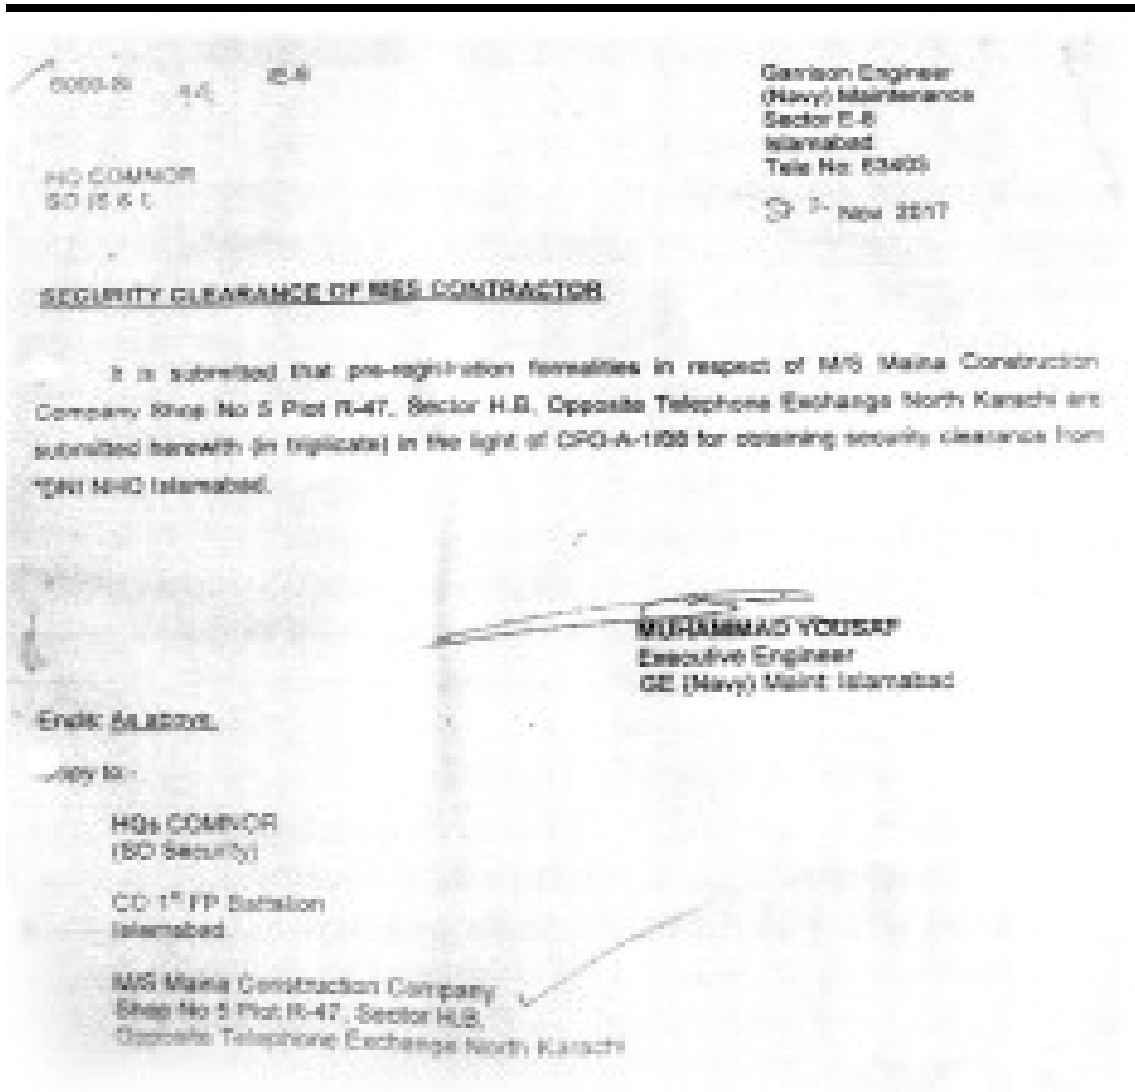 Garrison Engineer
(Navy) Maintenance
Sector E-8
Islamabad
Tele No:
HQ COMNOR
Nov 2017
SECURITY CLEARANCE OF MES CONTRACTOR
It is submitted that pre-registration formalities in respect of M/S Maina Construction
Company Shop No 5 Plot R-47, Sector Opposite Telephone Exchange North Karachi are
submitted herewith (in triplicate) in the light of for obtaining security clearance from
Islamabad.
MUHAMMAD YOUSAF
Executive Engineer
GE (Navy) Maint Islamabad
Encls: As above.
Copy to:-
HQs COMNOR
(SO Security)
CO 1st FP Battalion
Islamabad.
M/S Maina Construction Company
Shop No 5 Plot R-47, Sector
Opposite Telephone Exchange North Karachi